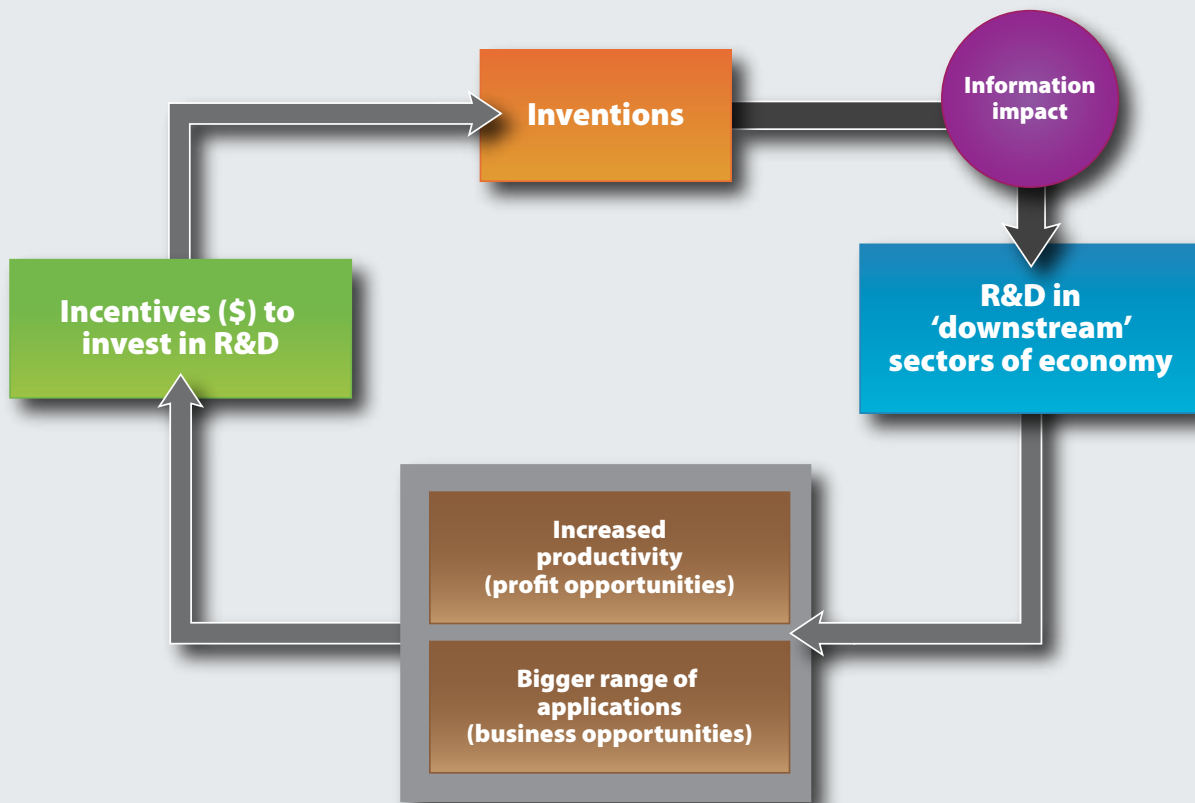 Inventions
Information
impact
Incentives ($) to
invest in R&D
R&D in
‘downstream’
sectors of economy
Increased
productivity
(profit opportunities)
Bigger range of
applications
(business opportunities)